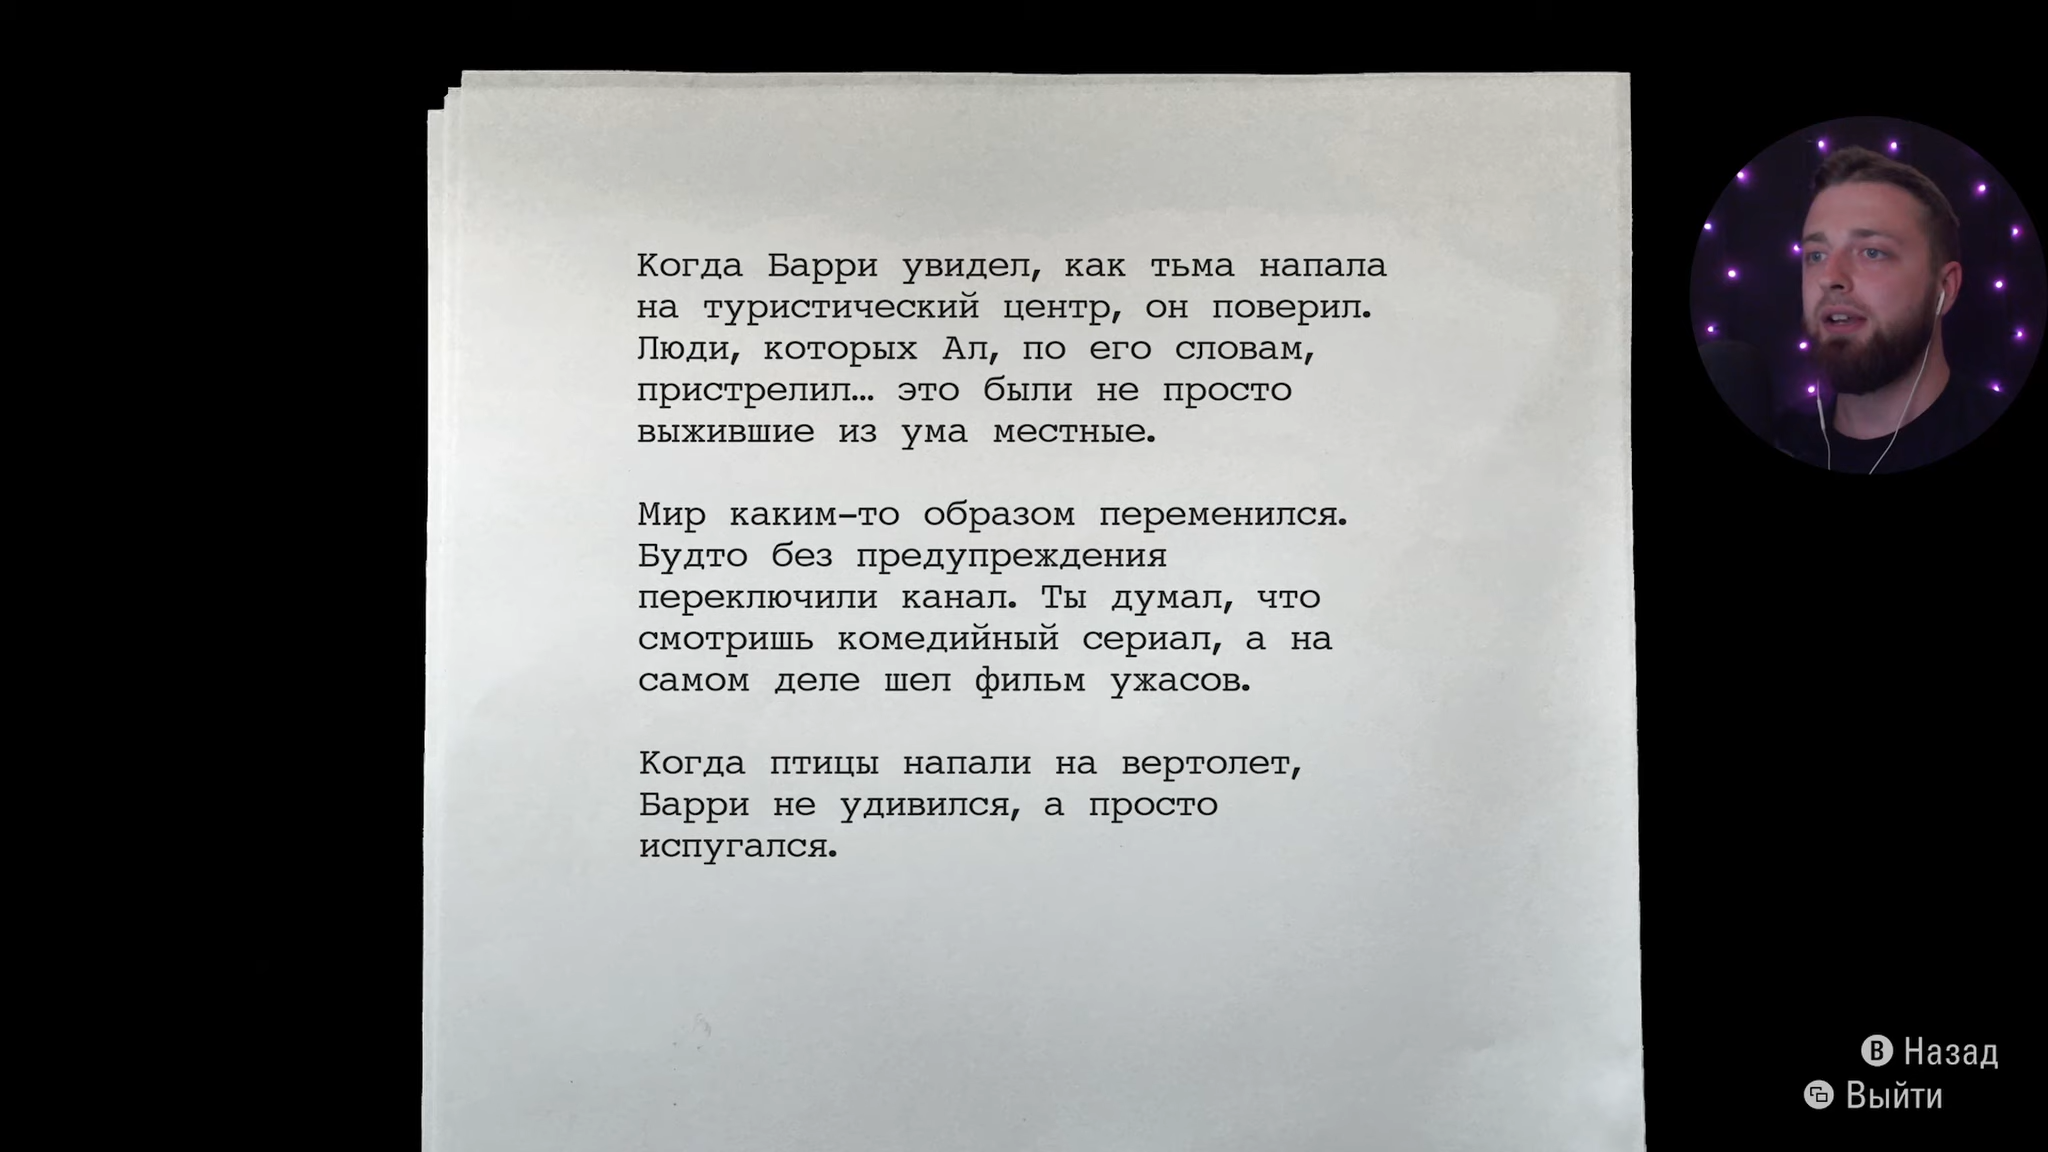 Когда Барри увидел, как тьма напала
на туристический центр, он поверил.
Люди, которых Ал, по его словам,
пристрелил… это были не просто
выжившие из ума местные.
Мир каким-то образом переменился.
Будто без предупреждения
переключили канал. Ты думал, что
смотришь комедийный сериал, а на
самом деле шел фильм ужасов.
Когда птицы напали на вертолет,
Барри не удивился, а просто
испугался.
B Назад
Выйти